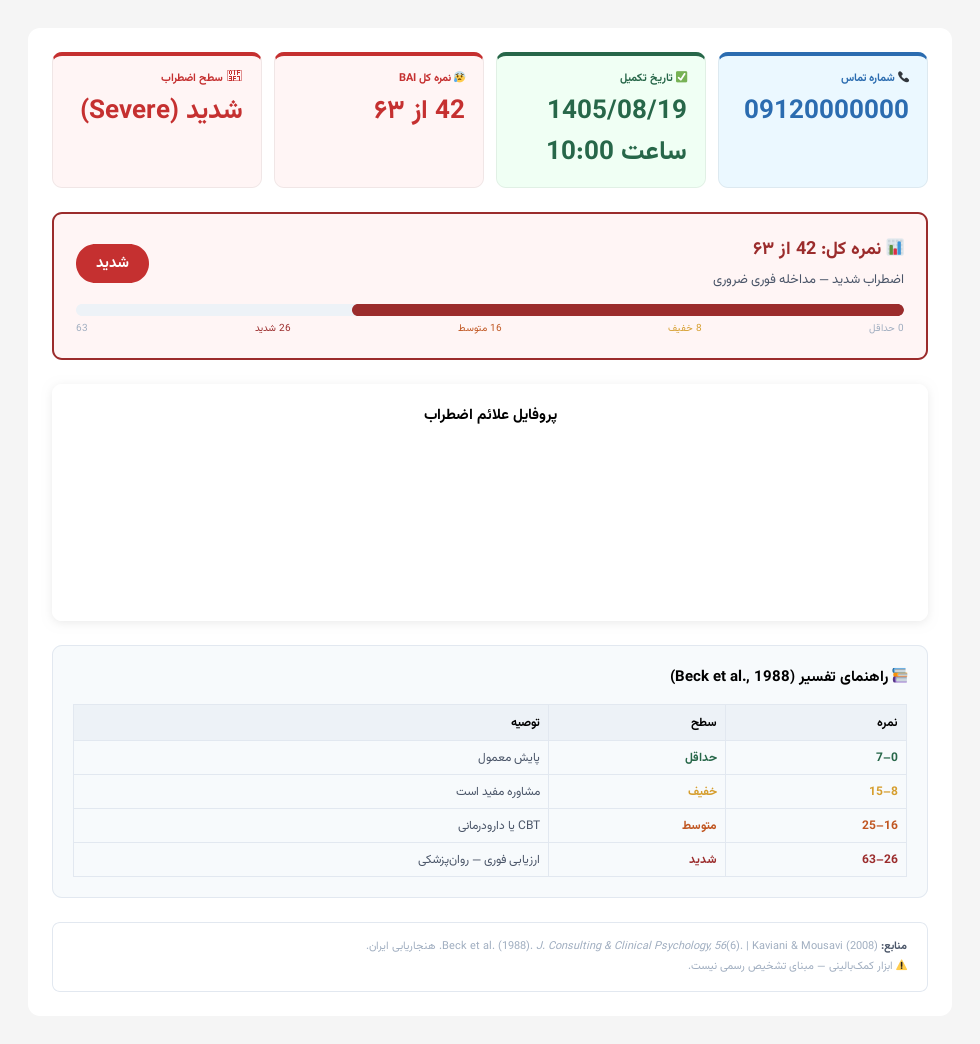 📞 شماره تماس
09120000000
✅ تاریخ تکمیل
1405/08/19
ساعت 10:00
😰 نمره کل BAI
42 از ۶۳
سطح اضطراب
شدید (Severe)
📊 نمره کل: 42 از ۶۳
اضطراب شدید — مداخله فوری ضروری
شدید
0 حداقل
8 خفیف
16 متوسط
26 شدید
63
پروفایل علائم اضطراب
📚 راهنمای تفسیر (Beck et al., 1988)
نمره سطح توصیه
0–7 حداقل پایش معمول
8–15 خفیف مشاوره مفید است
16–25 متوسط CBT یا دارودرمانی
26–63 شدید ارزیابی فوری — روان‌پزشکی
منابع: Beck et al. (1988). J. Consulting & Clinical Psychology, 56(6). | Kaviani & Mousavi (2008). هنجاریابی ایران.
⚠️ ابزار کمک‌بالینی — مبنای تشخیص رسمی نیست.